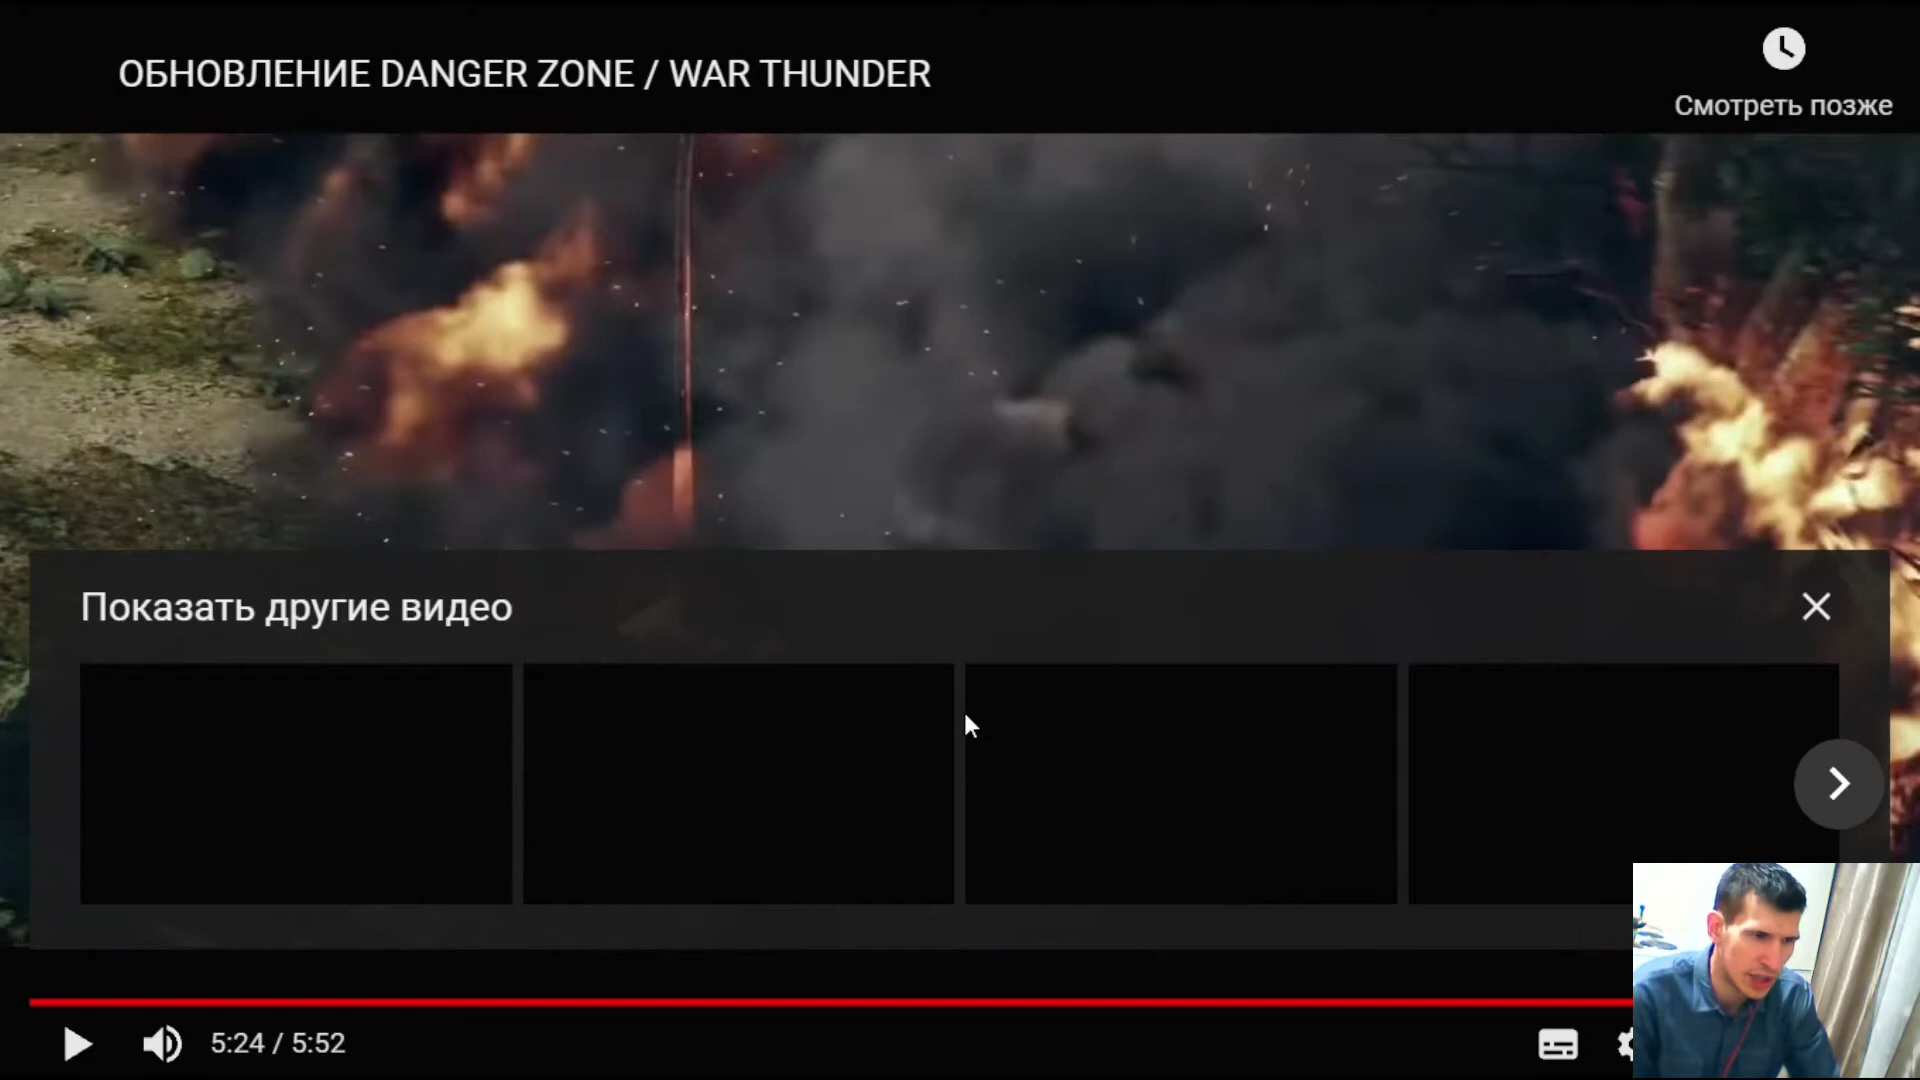 ОБНОВЛЕНИЕ DANGER ZONE / WAR THUNDER
Смотреть позже
Показать другие видео
5:24 / 5:52